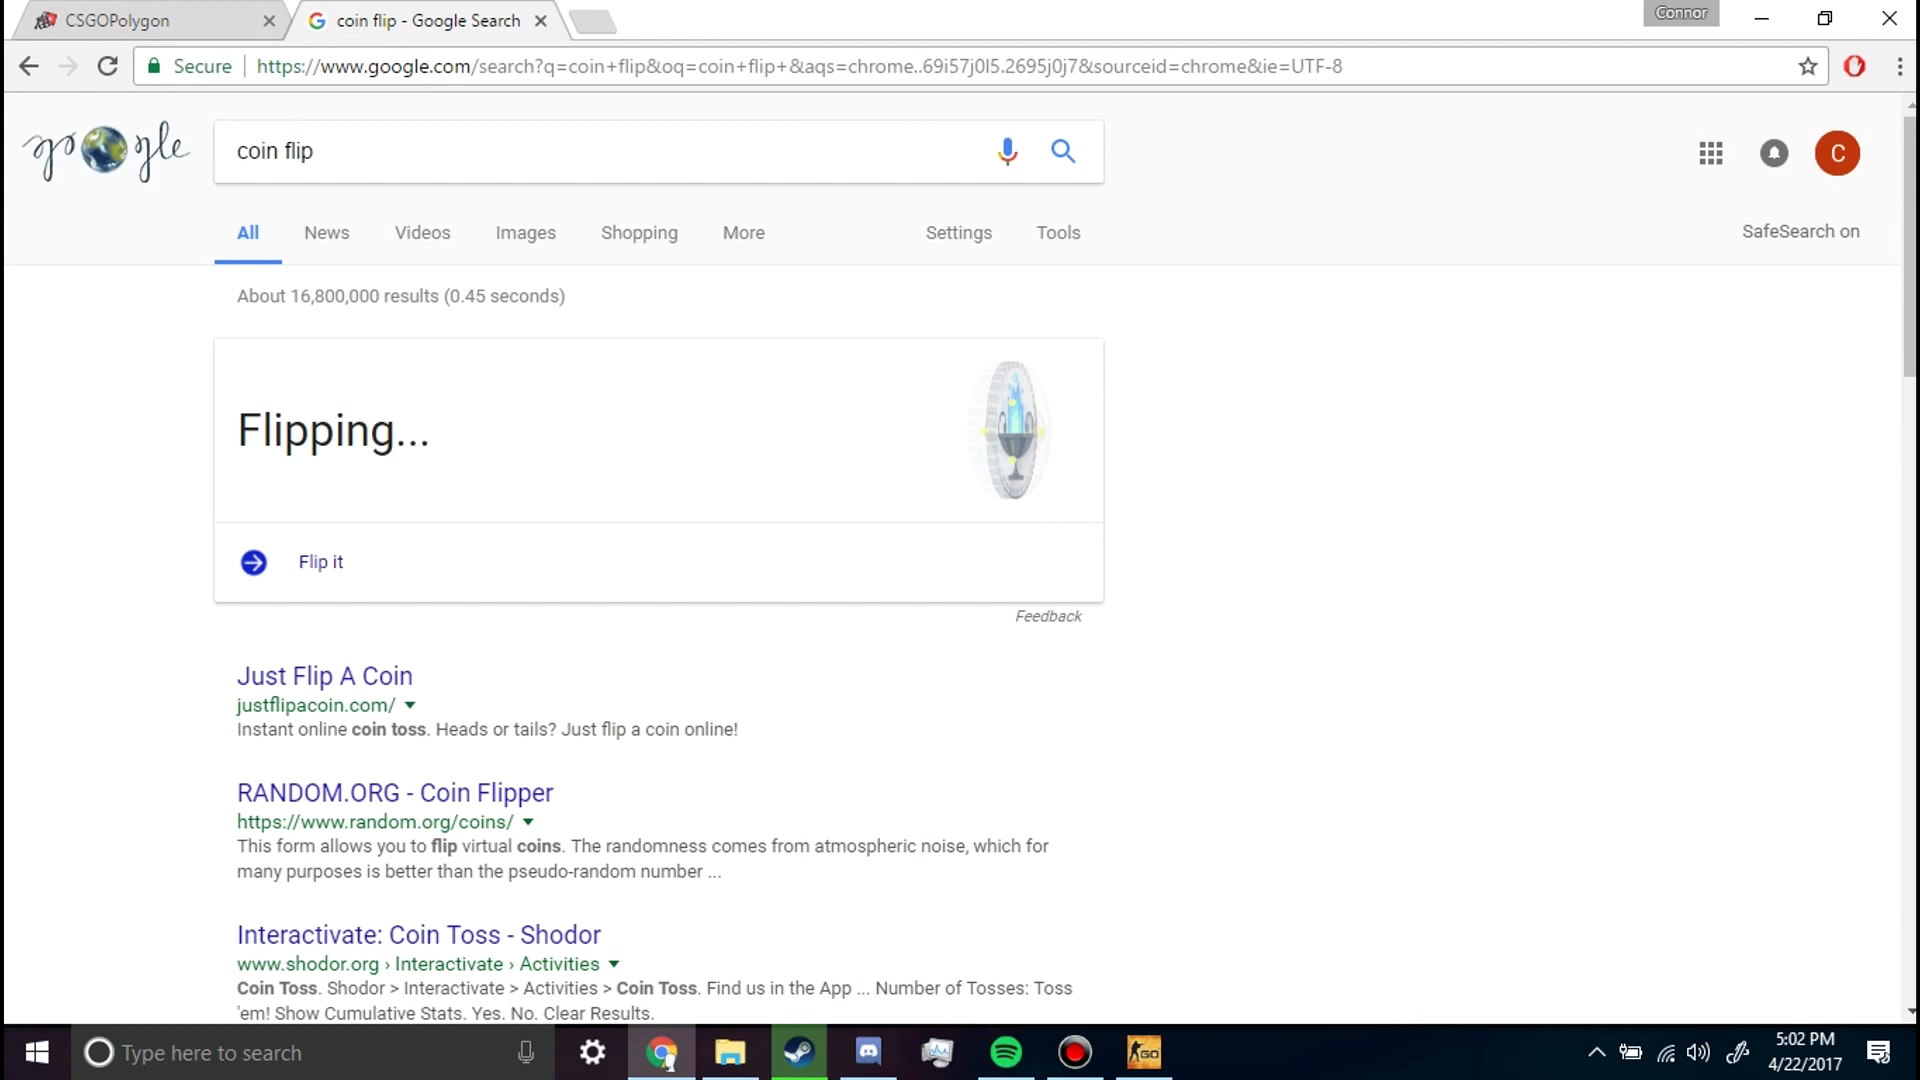 CSGOPolygon
coin flip - Google Search
Connor
Secure
https://www.google.com/search?q=coin+flip&oq=coin+flip+&aqs=chrome..69i57j0l5.2695j0j7&sourceid=chrome&ie=UTF-8
google
coin flip
C
All News Videos Images Shopping More Settings Tools
SafeSearch on
About 16,800,000 results (0.45 seconds)
Flipping...
Flip it
Feedback
Just Flip A Coin
justflipacoin.com/
Instant online coin toss. Heads or tails? Just flip a coin online!
RANDOM.ORG - Coin Flipper
https://www.random.org/coins/
This form allows you to flip virtual coins. The randomness comes from atmospheric noise, which for
many purposes is better than the pseudo-random number ...
Interactivate: Coin Toss - Shodor
www.shodor.org › Interactivate › Activities
Coin Toss. Shodor > Interactivate > Activities > Coin Toss. Find us in the App ... Number of Tosses: Toss
'em! Show Cumulative Stats. Yes. No. Clear Results.
Type here to search
GO
5:02 PM
4/22/2017